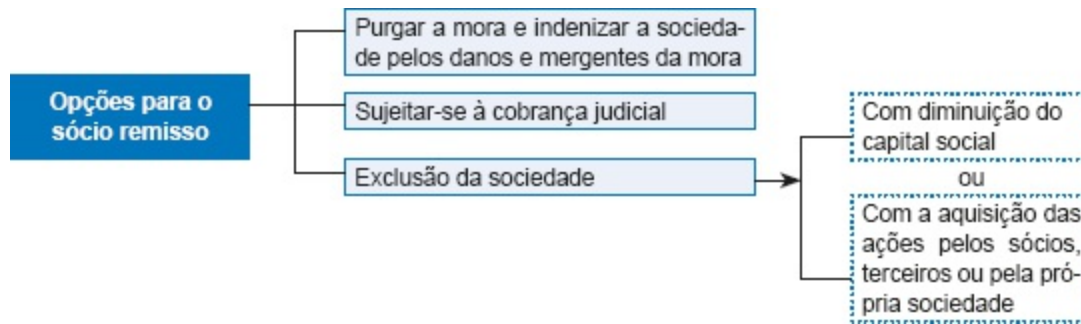 Opções para o
sócio remisso
Purgar a mora e indenizar a socieda-
de pelos danos e mergentes da mora
Sujeitar-se à cobrança judicial
Exclusão da sociedade
Com diminuição do
capital social
ou
Com a aquisição das
ações pelos sócios,
terceiros ou pela pró-
pria sociedade